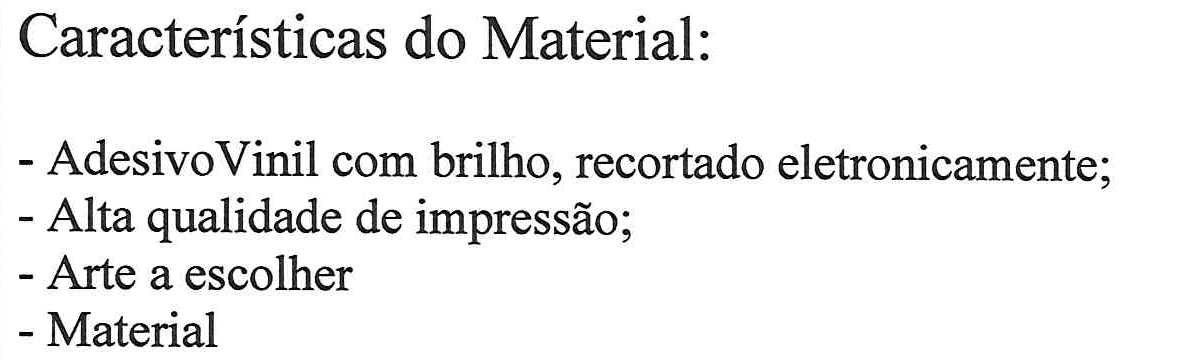 Características do Material:
- AdesivoVinil com brilho, recortado eletronicamente;
- Alta qualidade de impressão;
- Arte a escolher
- Material